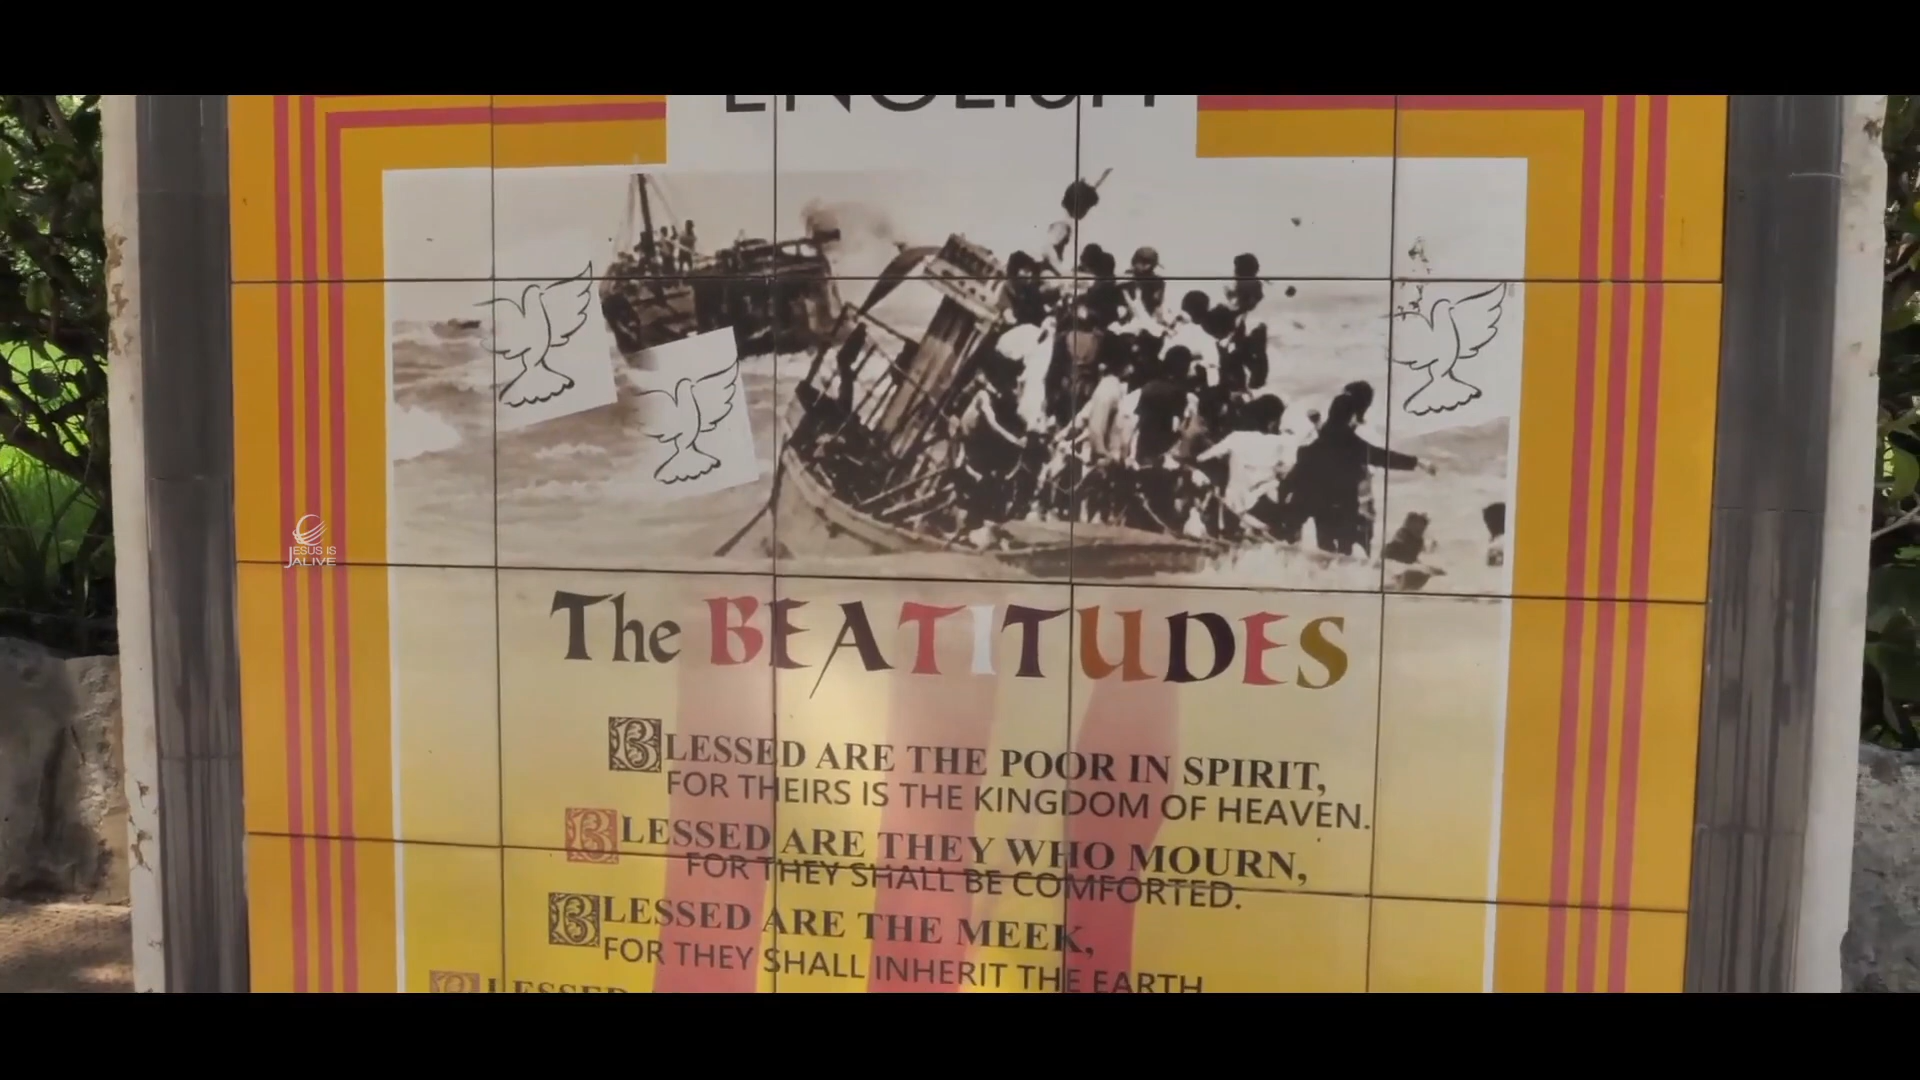 ENGLISH
JESUS IS
ALIVE
The BEATITUDES
BLESSED ARE THE POOR IN SPIRIT,
FOR THEIRS IS THE KINGDOM OF HEAVEN.
BLESSED ARE THEY WHO MOURN,
FOR THEY SHALL BE COMFORTED.
BLESSED ARE THE MEEK,
FOR THEY SHALL INHERIT THE EARTH
BLESSED